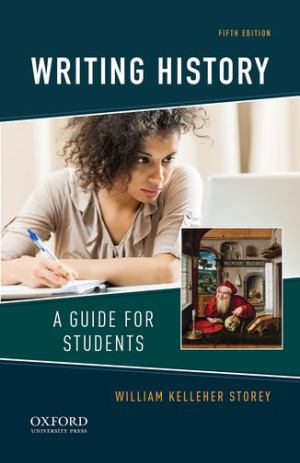 FIFTH EDITION
WRITING HISTORY
A GUIDE FOR
STUDENTS
WILLIAM KELLEHER STOREY
OXFORD
UNIVERSITY PRESS